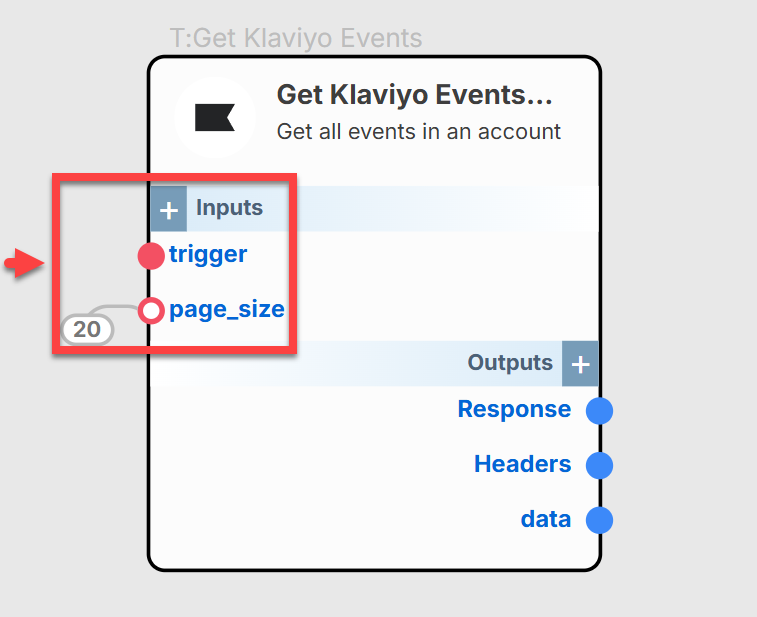 T:Get Klaviyo Events
Get Klaviyo Events...
Get all events in an account
+ Inputs
trigger
page_size
20
Outputs +
Response
Headers
data